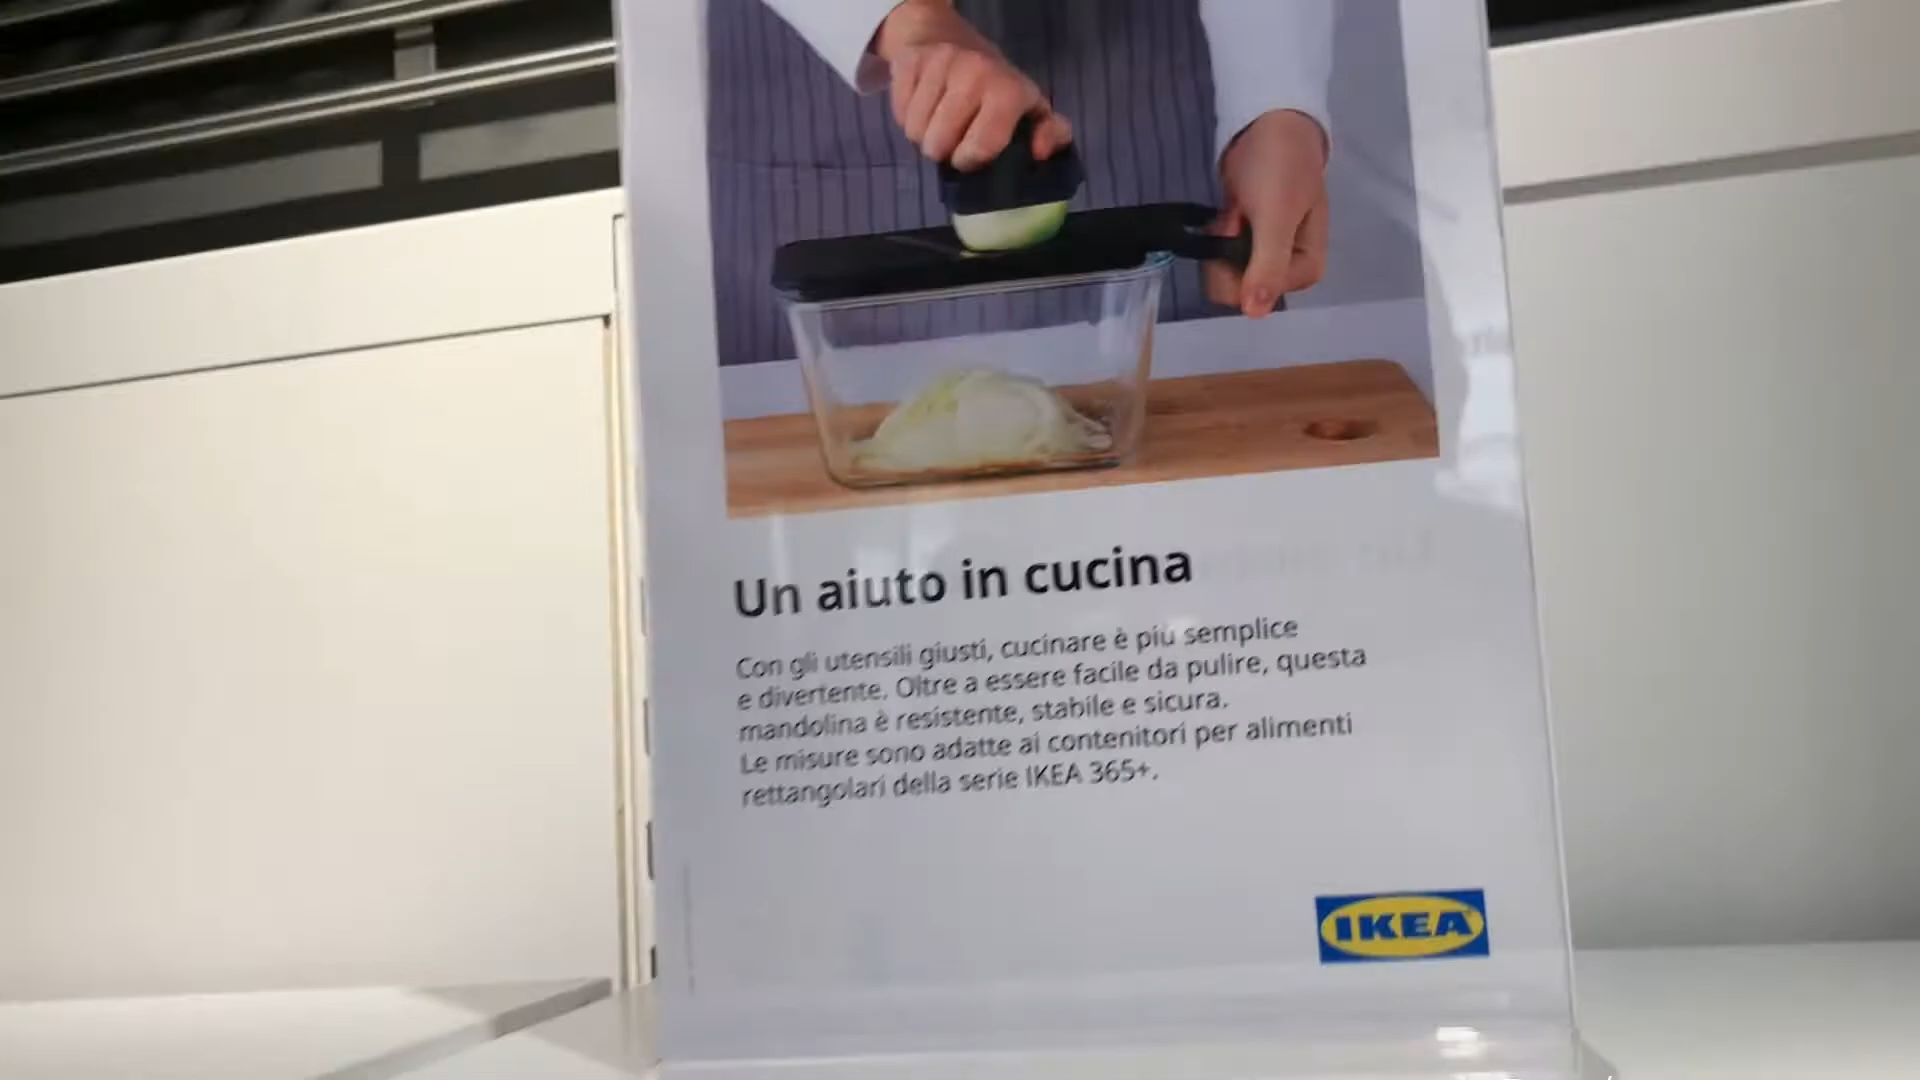 Un aiuto in cucina
Con gli utensili giusti, cucinare è più semplice
e divertente. Oltre a essere facile da pulire, questa
mandolina è resistente, stabile e sicura.
Le misure sono adatte ai contenitori per alimenti
rettangolari della serie IKEA 365+.
IKEA